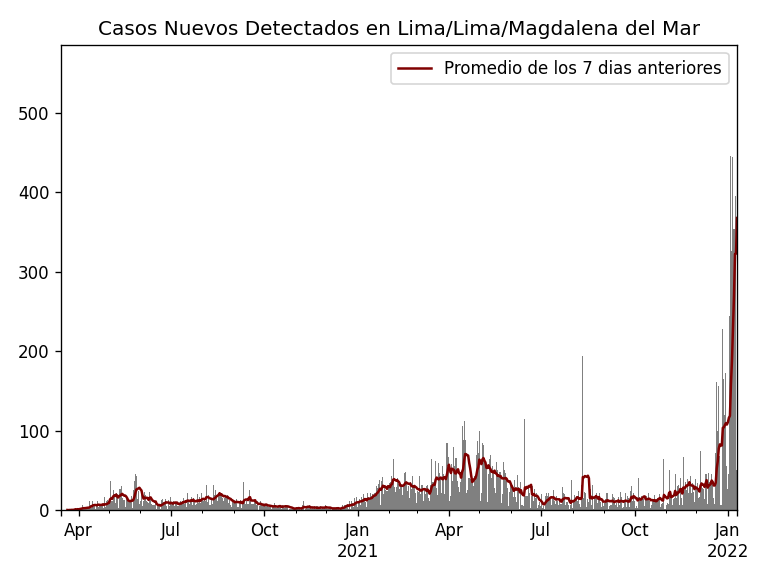 Casos Nuevos Detectados en Lima/Lima/Magdalena del Mar
Promedio de los 7 dias anteriores
500
400
300
200
100
0
Apr Jul Oct Jan Apr Jul Oct Jan
2021 2022